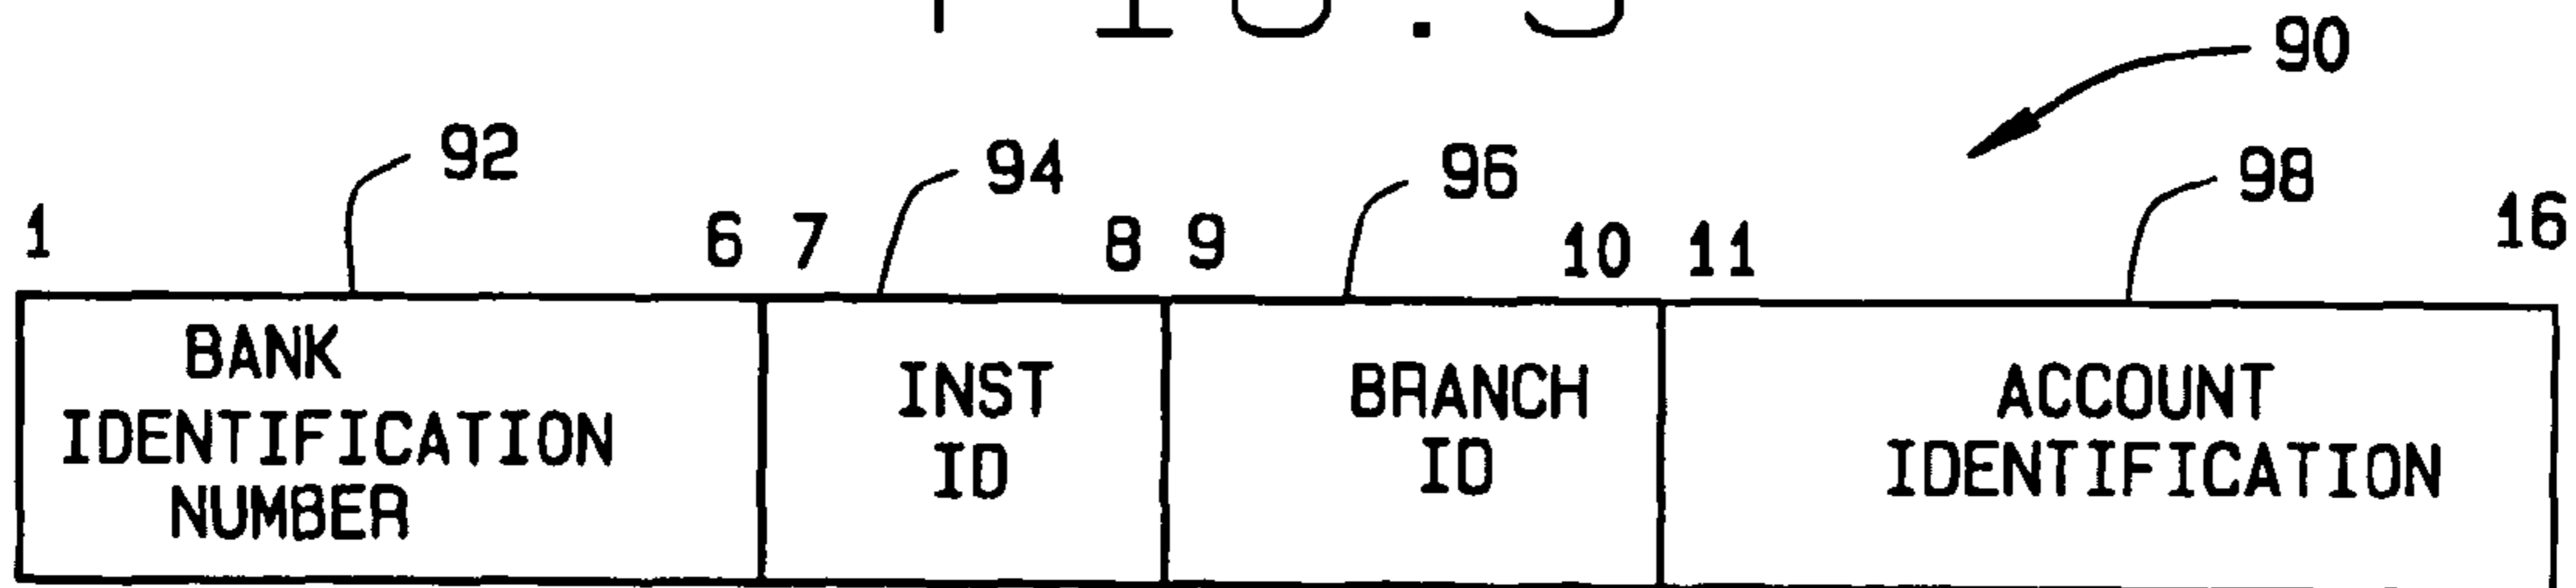 90
92
94
96
98
1 6 7 8 9 10 11 16
BANK
IDENTIFICATION
NUMBER
INST
ID
BRANCH
ID
ACCOUNT
IDENTIFICATION